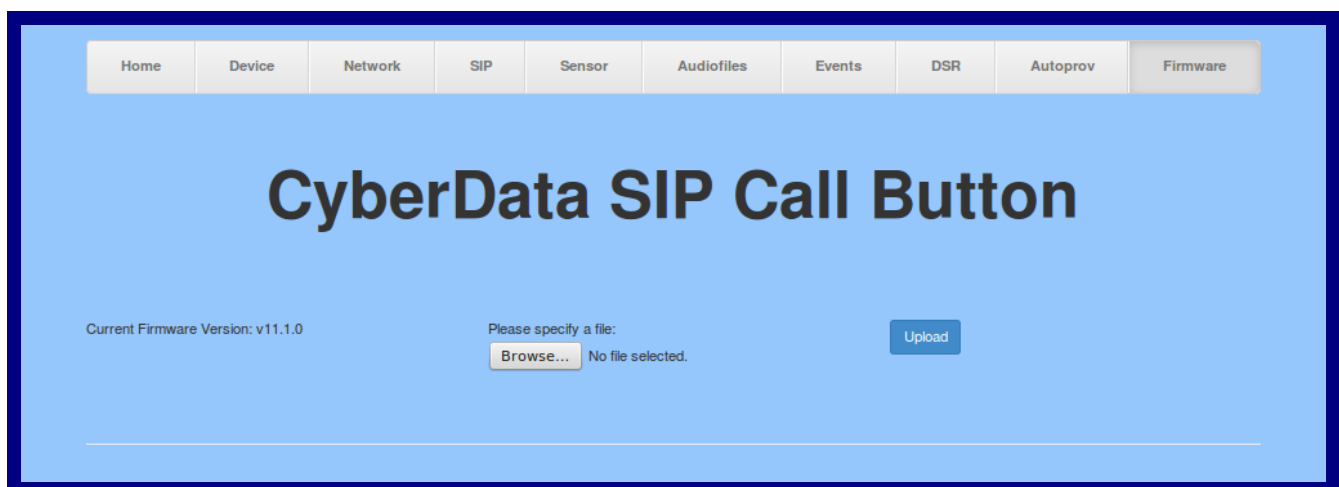 Home Device Network SIP Sensor Audiofiles Events DSR Autoprov Firmware
CyberData SIP Call Button
Current Firmware Version: v11.1.0 Please specify a file: Upload
Browse... No file selected.